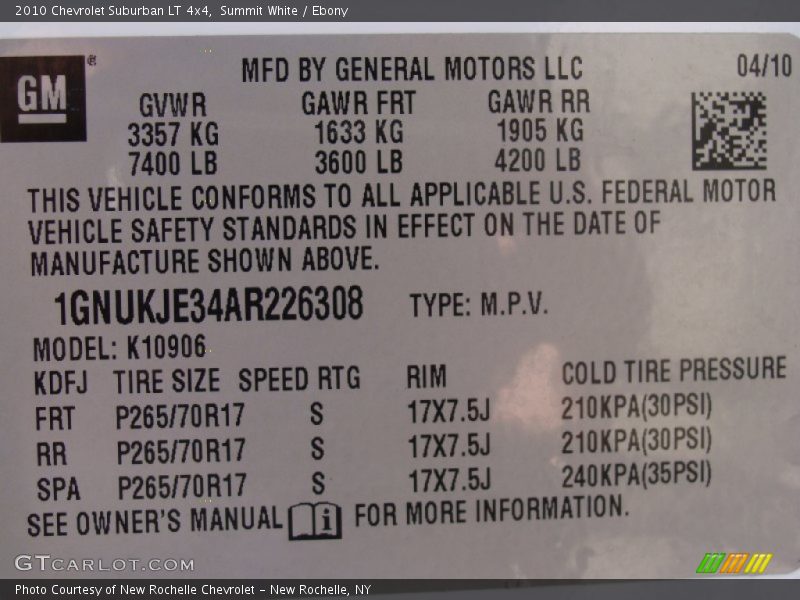 2010 Chevrolet Suburban LT 4x4, Summit White / Ebony
GM®
MFD BY GENERAL MOTORS LLC 04/10
GVWR GAWR FRT GAWR RR
3357 KG 1633 KG 1905 KG
7400 LB 3600 LB 4200 LB
THIS VEHICLE CONFORMS TO ALL APPLICABLE U.S. FEDERAL MOTOR
VEHICLE SAFETY STANDARDS IN EFFECT ON THE DATE OF
MANUFACTURE SHOWN ABOVE.
1GNUKJE34AR226308 TYPE: M.P.V.
MODEL: K10906
KDFJ TIRE SIZE SPEED RTG RIM COLD TIRE PRESSURE
FRT P265/70R17 S 17X7.5J 210KPA(30PSI)
RR P265/70R17 S 17X7.5J 210KPA(30PSI)
SPA P265/70R17 S 17X7.5J 240KPA(35PSI)
SEE OWNER'S MANUAL i FOR MORE INFORMATION.
GTCARLOT.COM
Photo Courtesy of New Rochelle Chevrolet – New Rochelle, NY